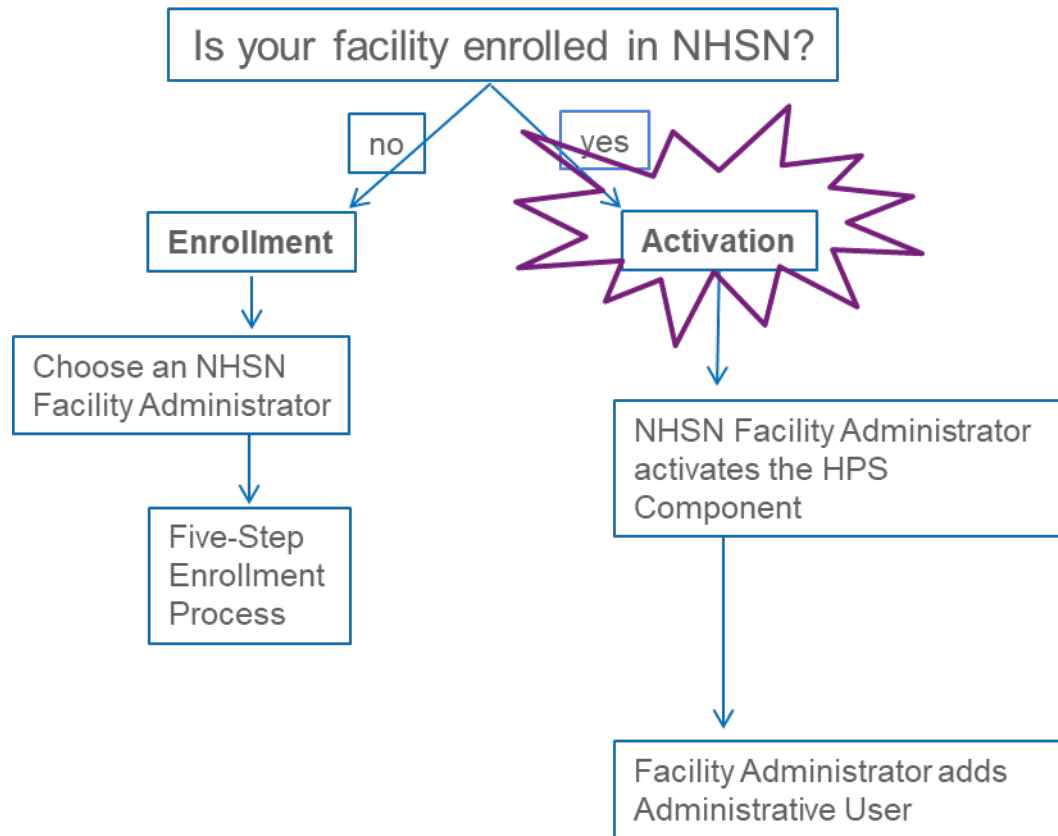 Is your facility enrolled in NHSN?
no
yes
Enrollment
Activation
Choose an NHSN
Facility Administrator
NHSN Facility Administrator
activates the HPS
Component
Five-Step
Enrollment
Process
Facility Administrator adds
Administrative User